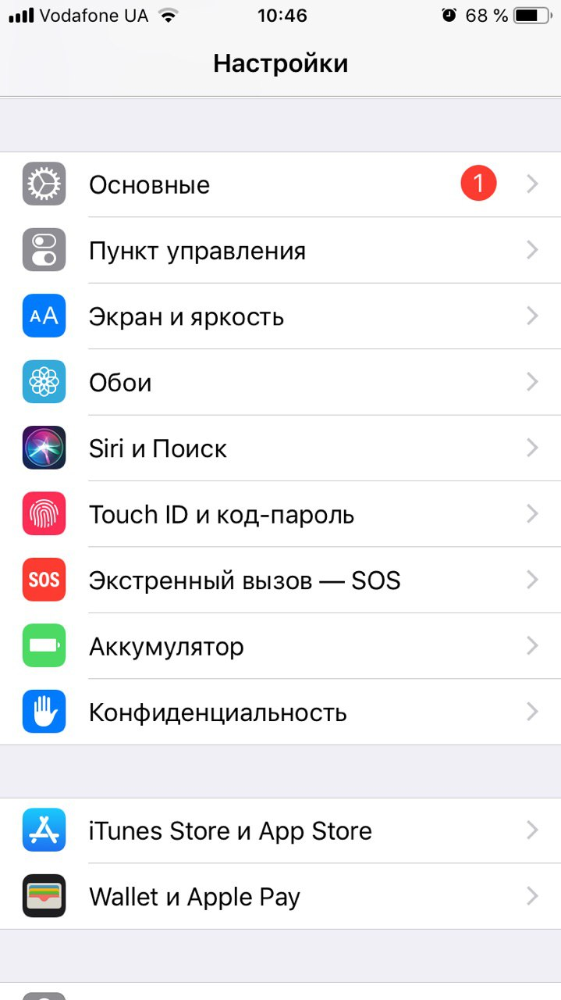 Vodafone UA 10:46 68 %
Настройки
Основные 1
Пункт управления
AA Экран и яркость
Обои
Siri и Поиск
Touch ID и код-пароль
SOS Экстренный вызов — SOS
Аккумулятор
Конфиденциальность
iTunes Store и App Store
Wallet и Apple Pay